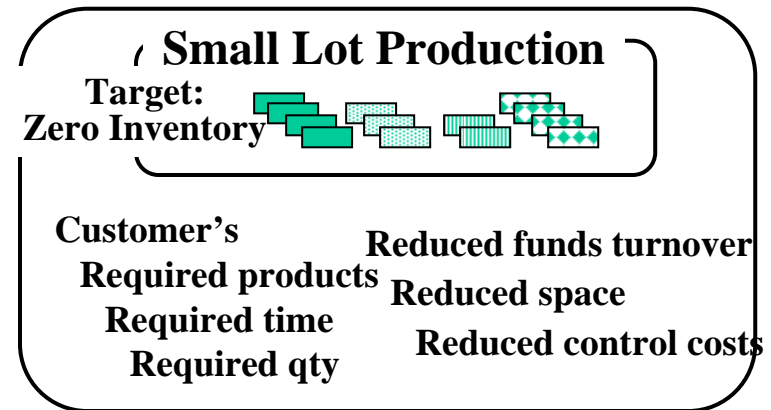 Small Lot Production
Target:
Zero Inventory
Customer's
Required products
Required time
Required qty
Reduced funds turnover
Reduced space
Reduced control costs